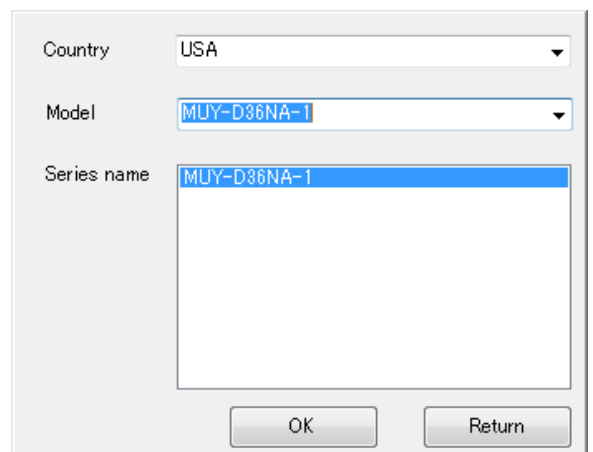 Country USA
Model MUY-D36NA-1
Series name MUY-D36NA-1
OK Return